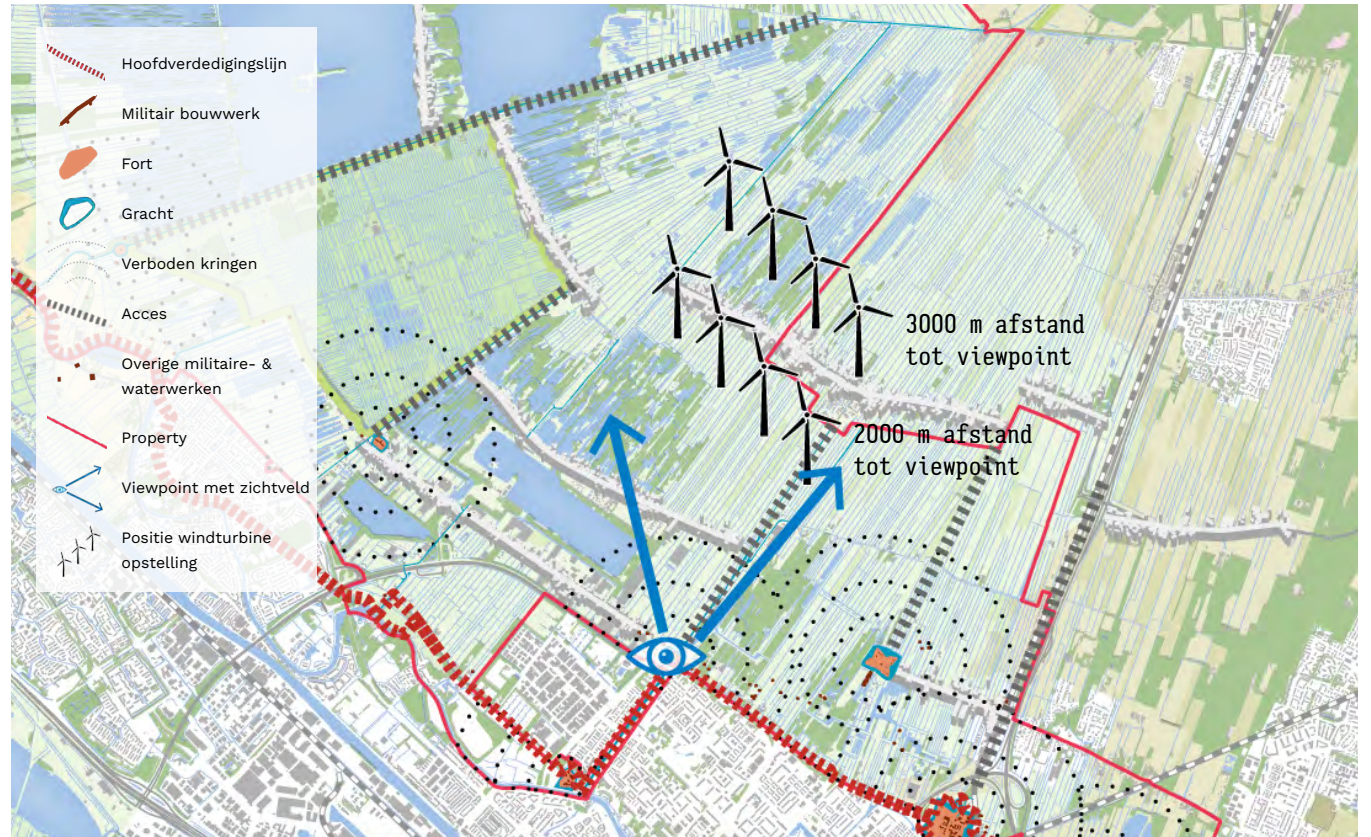 Hoofdverdedigingslijn
Militair bouwwerk
Fort
Gracht
Verboden kringen
Acces
Overige militaire- &
waterwerken
Property
Viewpoint met zichtveld
Positie windturbine
opstelling
3000 m afstand
tot viewpoint
2000 m afstand
tot viewpoint